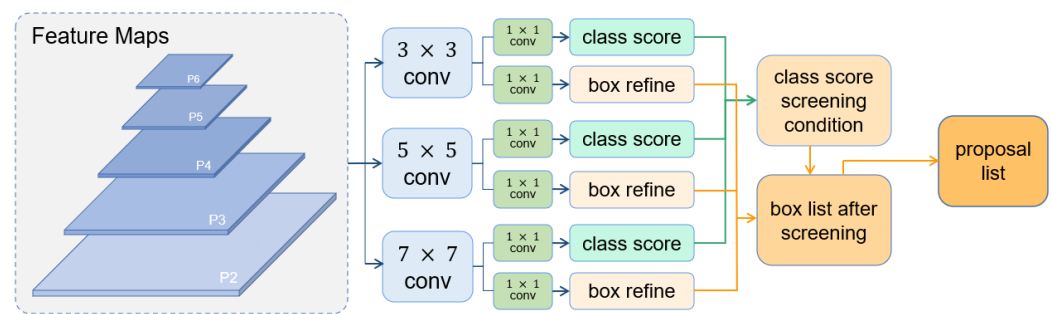 Feature Maps
P6
P5
P4
P3
P2
3 × 3
conv
1 × 1
conv
class score
1 × 1
conv
box refine
5 × 5
conv
1 × 1
conv
class score
1 × 1
conv
box refine
7 × 7
conv
1 × 1
conv
class score
1 × 1
conv
box refine
class score
screening
condition
box list after
screening
proposal
list